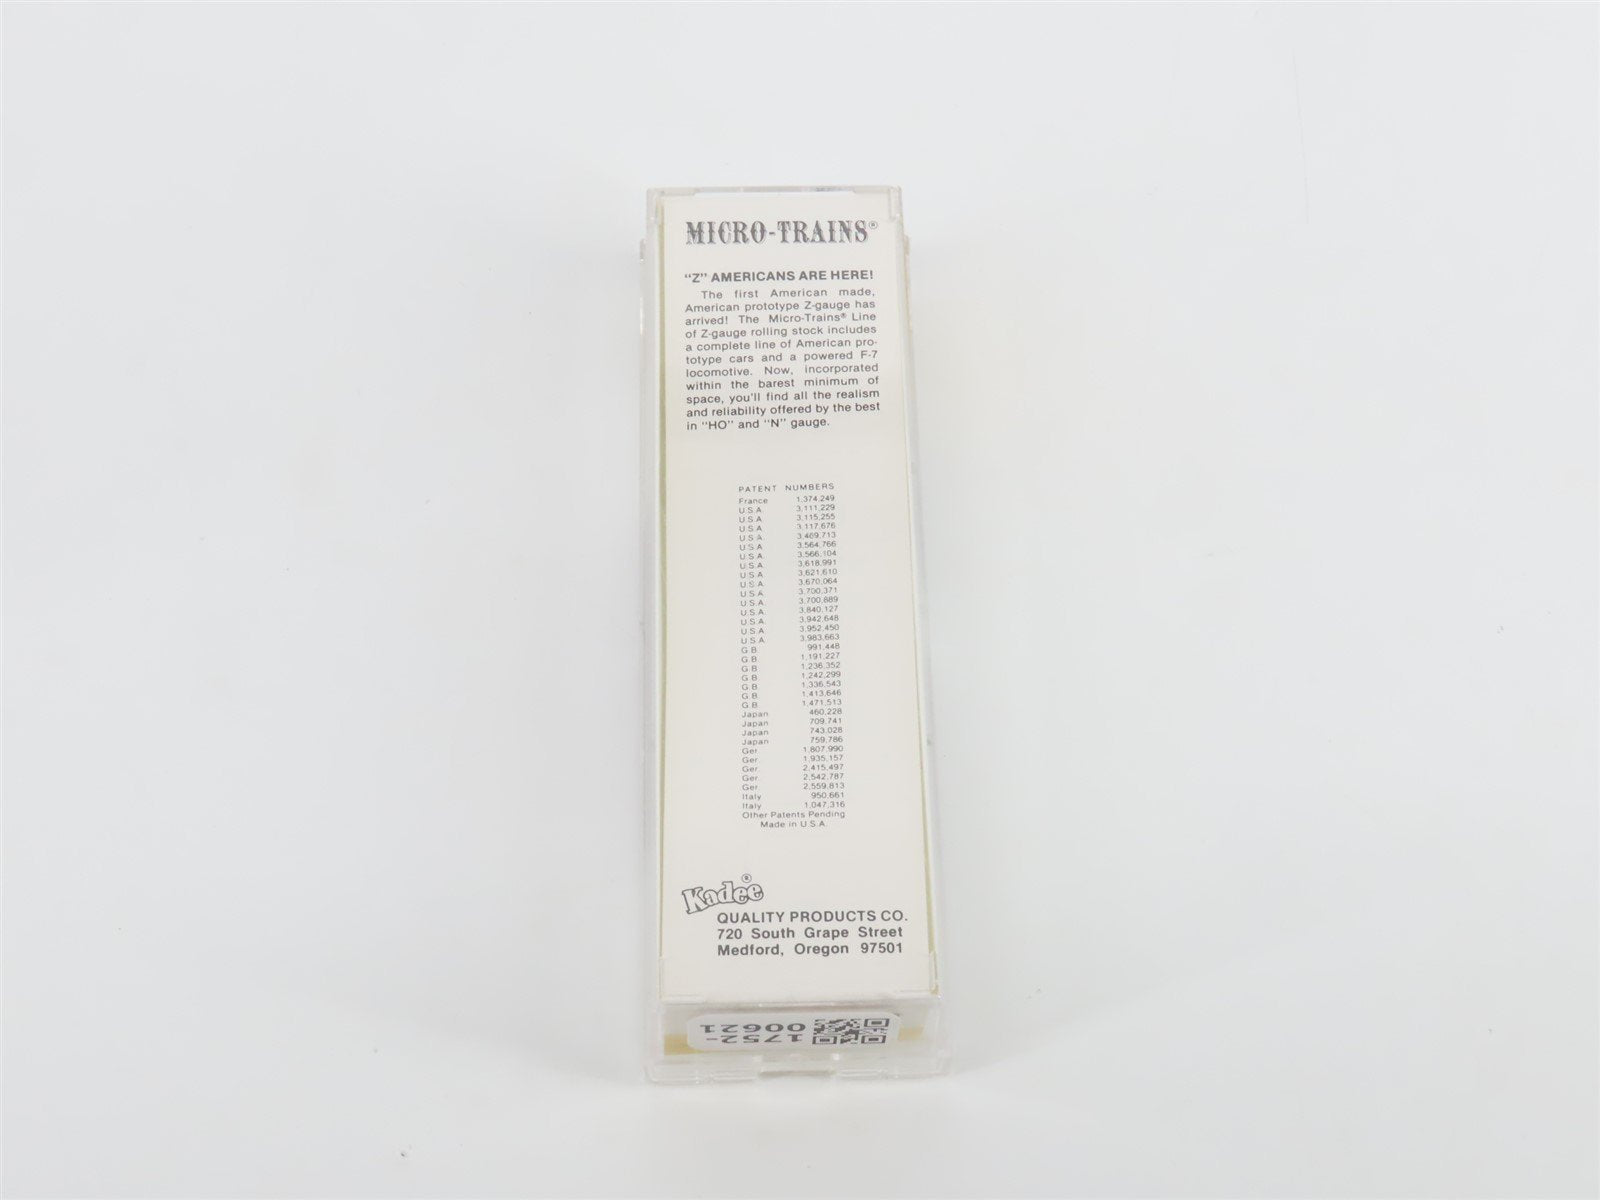 MICRO-TRAINS®
"Z" AMERICANS ARE HERE!
The first American made,
American prototype Z-gauge has
arrived! The Micro-Trains® Line
of Z-gauge rolling stock includes
a complete line of American pro-
totype cars and a powered F-7
locomotive. Now, incorporated
within the barest minimum of
space, you'll find all the realism
and reliability offered by the best
in "HO" and "N" gauge.
PATENT NUMBERS
France 1,374,249
U.S.A. 3,111,229
U.S.A. 3,115,255
U.S.A. 3,117,676
U.S.A. 3,469,713
U.S.A. 3,564,766
U.S.A. 3,566,104
U.S.A. 3,618,991
U.S.A. 3,621,610
U.S.A. 3,670,064
U.S.A. 3,700,371
U.S.A. 3,700,889
U.S.A. 3,840,127
U.S.A. 3,942,648
U.S.A. 3,952,450
U.S.A. 3,983,663
G.B. 991,448
G.B. 1,191,227
G.B. 1,236,352
G.B. 1,242,299
G.B. 1,336,543
G.B. 1,413,646
G.B. 1,471,513
Japan 460,228
Japan 709,741
Japan 743,028
Japan 759,786
Ger. 1,807,990
Ger. 1,935,157
Ger. 2,415,497
Ger. 2,542,787
Ger. 2,559,813
Italy 950,661
Italy 1,047,316
Other Patents Pending
Made in U.S.A.
Kadee®
QUALITY PRODUCTS CO.
720 South Grape Street
Medford, Oregon 97501
1752-
00621